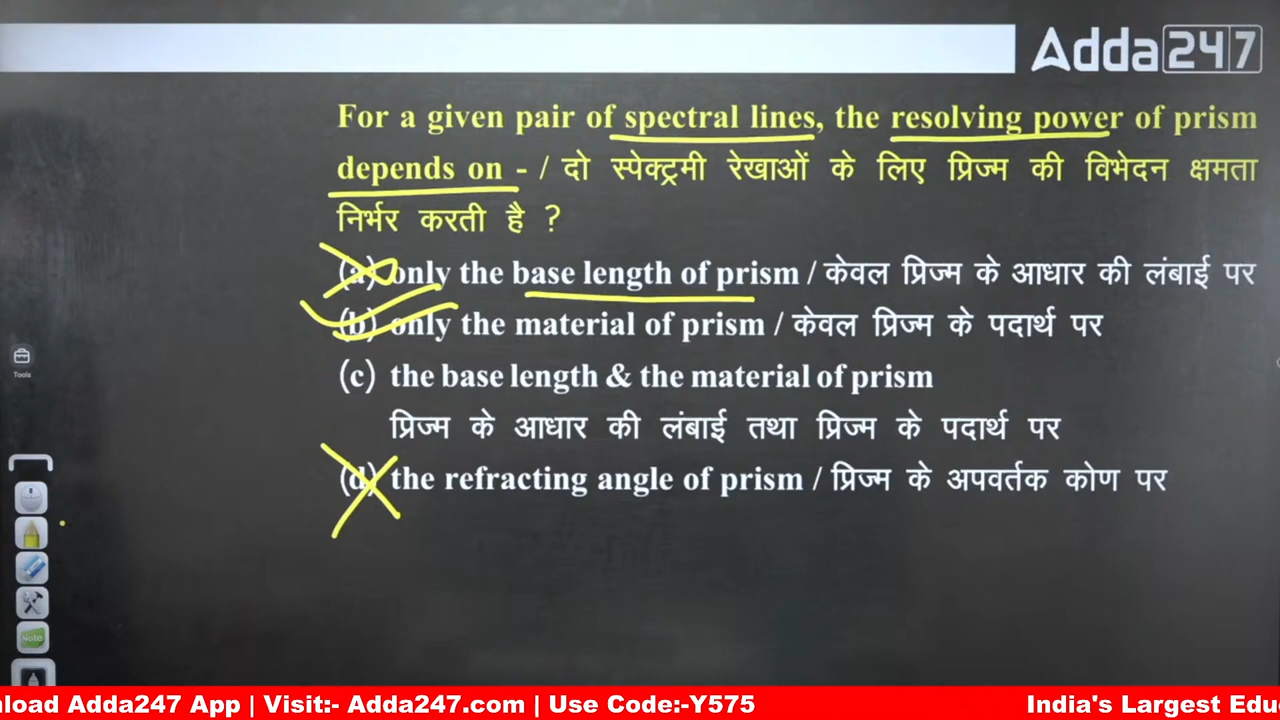 Adda247
For a given pair of spectral lines, the resolving power of prism
depends on - / दो स्पेक्ट्रमी रेखाओं के लिए प्रिज्म की विभेदन क्षमता
निर्भर करती है ?
(a) only the base length of prism / केवल प्रिज्म के आधार की लंबाई पर
(b) only the material of prism / केवल प्रिज्म के पदार्थ पर
(c) the base length & the material of prism
प्रिज्म के आधार की लंबाई तथा प्रिज्म के पदार्थ पर
(d) the refracting angle of prism / प्रिज्म के अपवर्तक कोण पर
Tools
Note
nload Adda247 App | Visit:- Adda247.com | Use Code:-Y575
India's Largest Edu